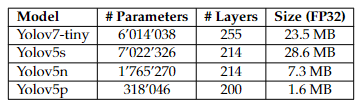 Model # Parameters # Layers Size (FP32)
Yolov7-tiny 6'014'038 255 23.5 MB
Yolov5s 7'022'326 214 28.6 MB
Yolov5n 1'765'270 214 7.3 MB
Yolov5p 318'046 200 1.6 MB